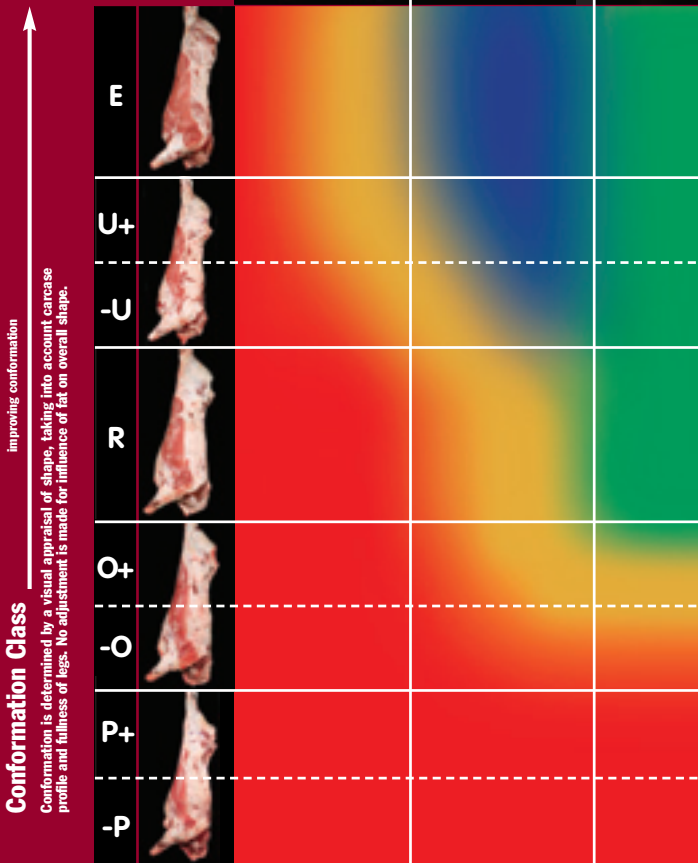 Conformation Class
improving conformation
Conformation is determined by a visual appraisal of shape, taking into account carcase
profile and fullness of legs. No adjustment is made for influence of fat on overall shape.
E
U+
-U
R
O+
-O
P+
-P